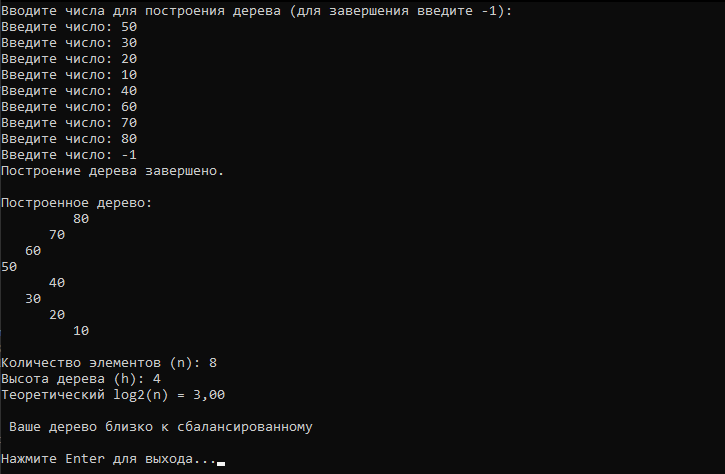 Вводите числа для построения дерева (для завершения введите -1):
Введите число: 50
Введите число: 30
Введите число: 20
Введите число: 10
Введите число: 40
Введите число: 60
Введите число: 70
Введите число: 80
Введите число: -1
Построение дерева завершено.

Построенное дерево:
         80
      70
   60
50
      40
   30
      20
         10

Количество элементов (n): 8
Высота дерева (h): 4
Теоретический log2(n) = 3,00

 Ваше дерево близко к сбалансированному

Нажмите Enter для выхода...